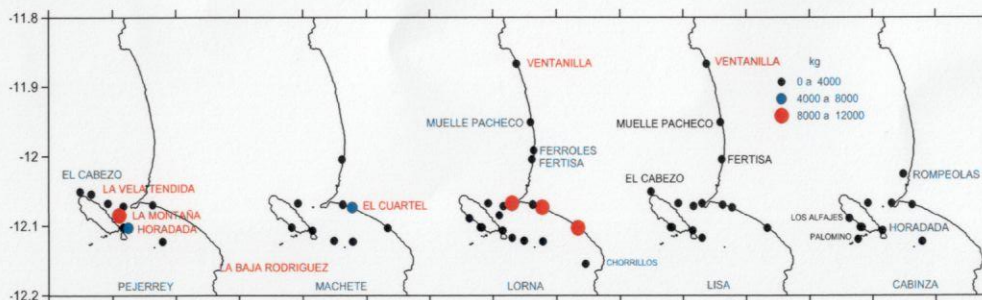 -11.8
-11.9
-12
-12.1
-12.2
EL CABEZO
LA VELA TENDIDA
LA MONTAÑA
HORADADA
LA BAJA RODRIGUEZ
PEJERREY
EL CUARTEL
MACHETE
VENTANILLA
MUELLE PACHECO
FERROLES
FERTISA
CHORRILLOS
LORNA
VENTANILLA
MUELLE PACHECO
FERTISA
EL CABEZO
LISA
kg
0 a 4000
4000 a 8000
8000 a 12000
ROMPEOLAS
LOS ALFAJES
HORADADA
PALOMINO
CABINZA